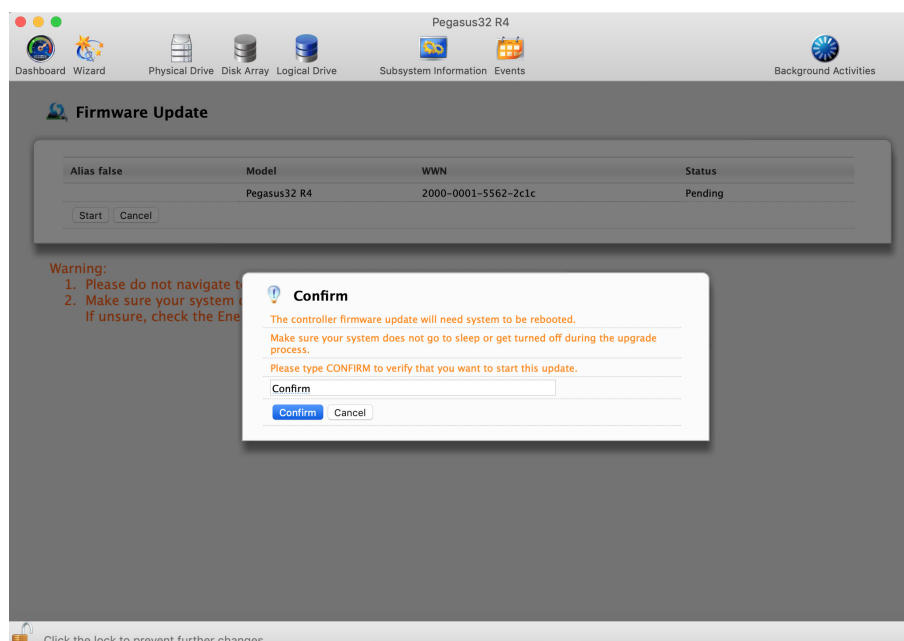 Pegasus32 R4
Dashboard Wizard Physical Drive Disk Array Logical Drive Subsystem Information Events Background Activities
Firmware Update
Alias false Model WWN Status
Pegasus32 R4 2000-0001-5562-2c1c Pending
Start Cancel
Warning:
1. Please do not navigate
2. Make sure your system
If unsure, check the Ene
Confirm
The controller firmware update will need system to be rebooted.
Make sure your system does not go to sleep or get turned off during the upgrade
process.
Please type CONFIRM to verify that you want to start this update.
Confirm
Confirm Cancel
Click the lock to prevent further changes.